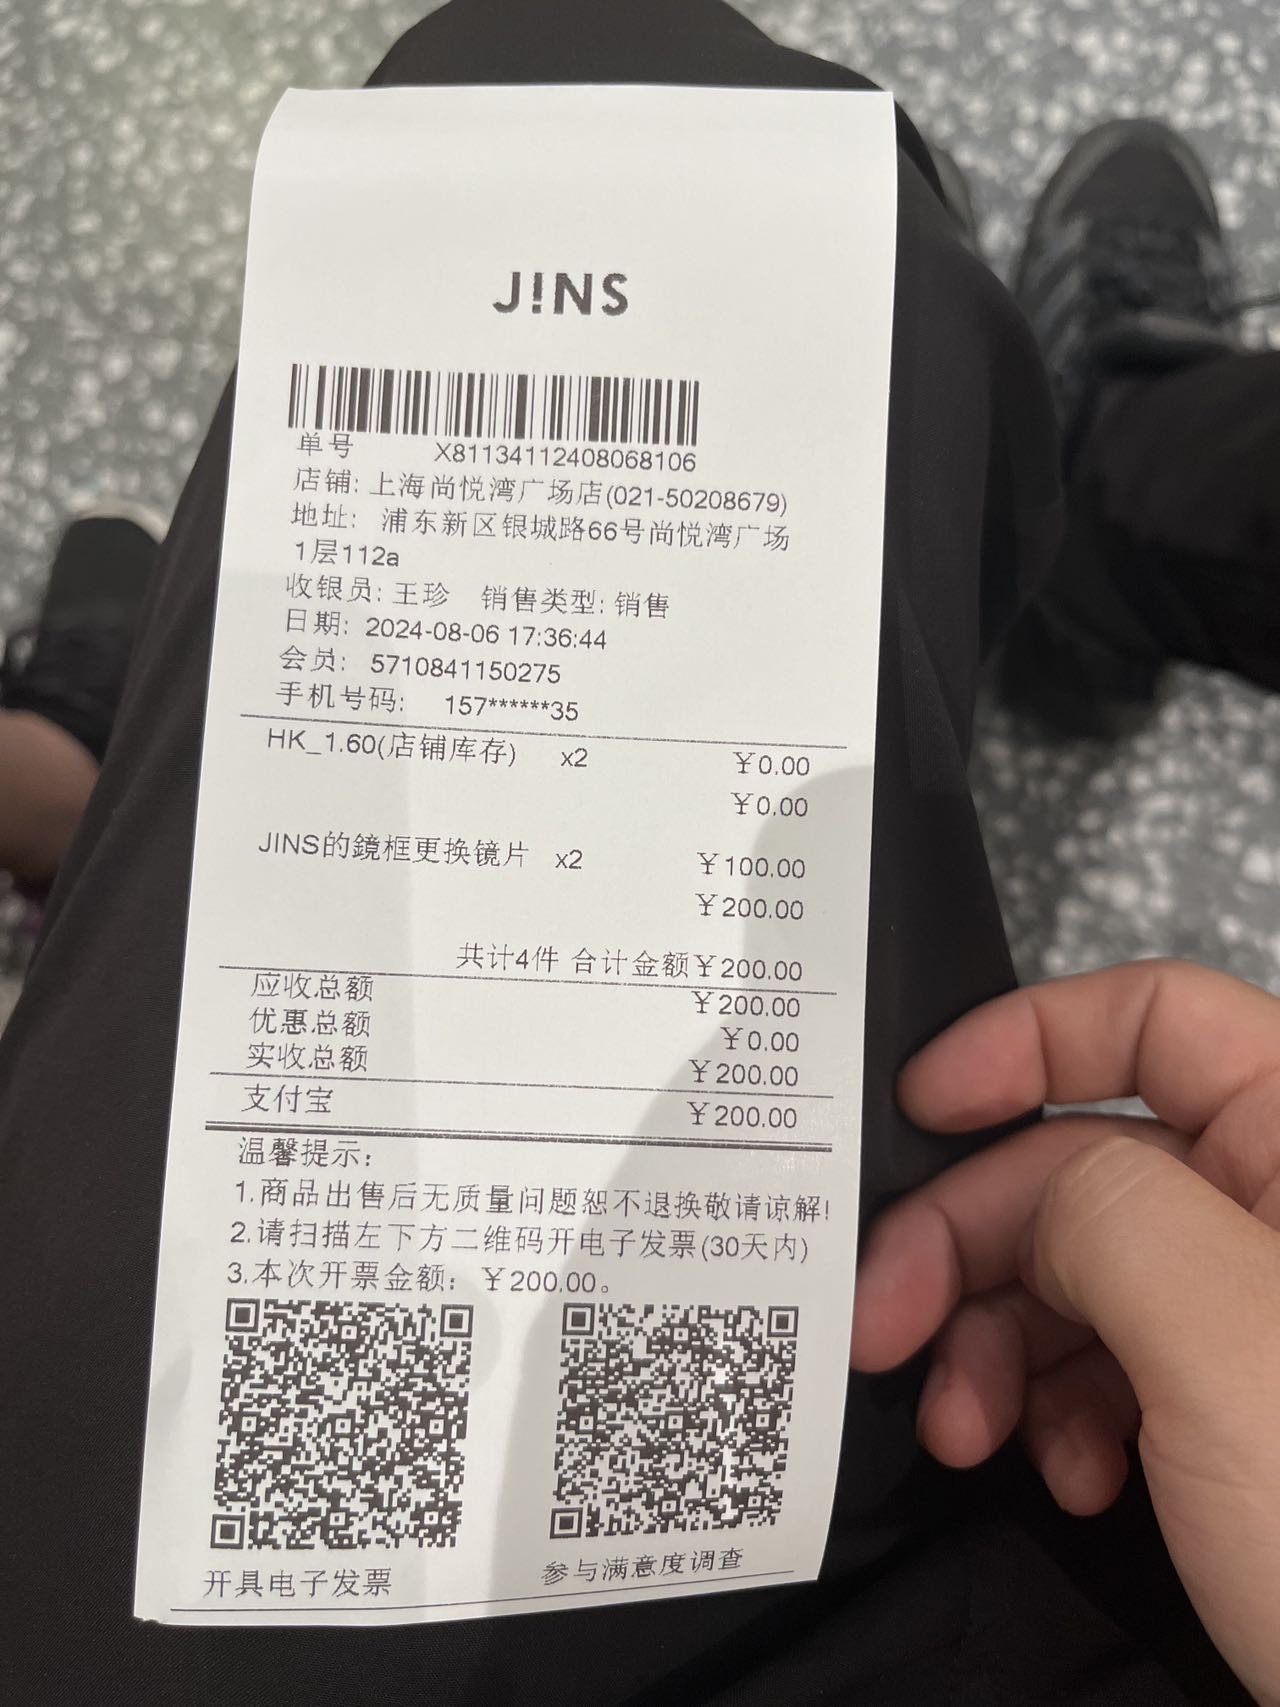 J!NS
单号 X81134112408068106
店铺: 上海尚悦湾广场店(021-50208679)
地址: 浦东新区银城路66号尚悦湾广场
1层112a
收银员: 王珍 销售类型: 销售
日期: 2024-08-06 17:36:44
会员: 5710841150275
手机号码: 157******35
HK_1.60(店铺库存) x2 ¥0.00
¥0.00
JINS的鏡框更换镜片 x2 ¥100.00
¥200.00
共计4件 合计金额¥200.00
应收总额 ¥200.00
优惠总额 ¥0.00
实收总额 ¥200.00
支付宝 ¥200.00
温馨提示:
1.商品出售后无质量问题恕不退换敬请谅解!
2.请扫描左下方二维码开电子发票(30天内)
3.本次开票金额: ¥200.00。
开具电子发票 参与满意度调查